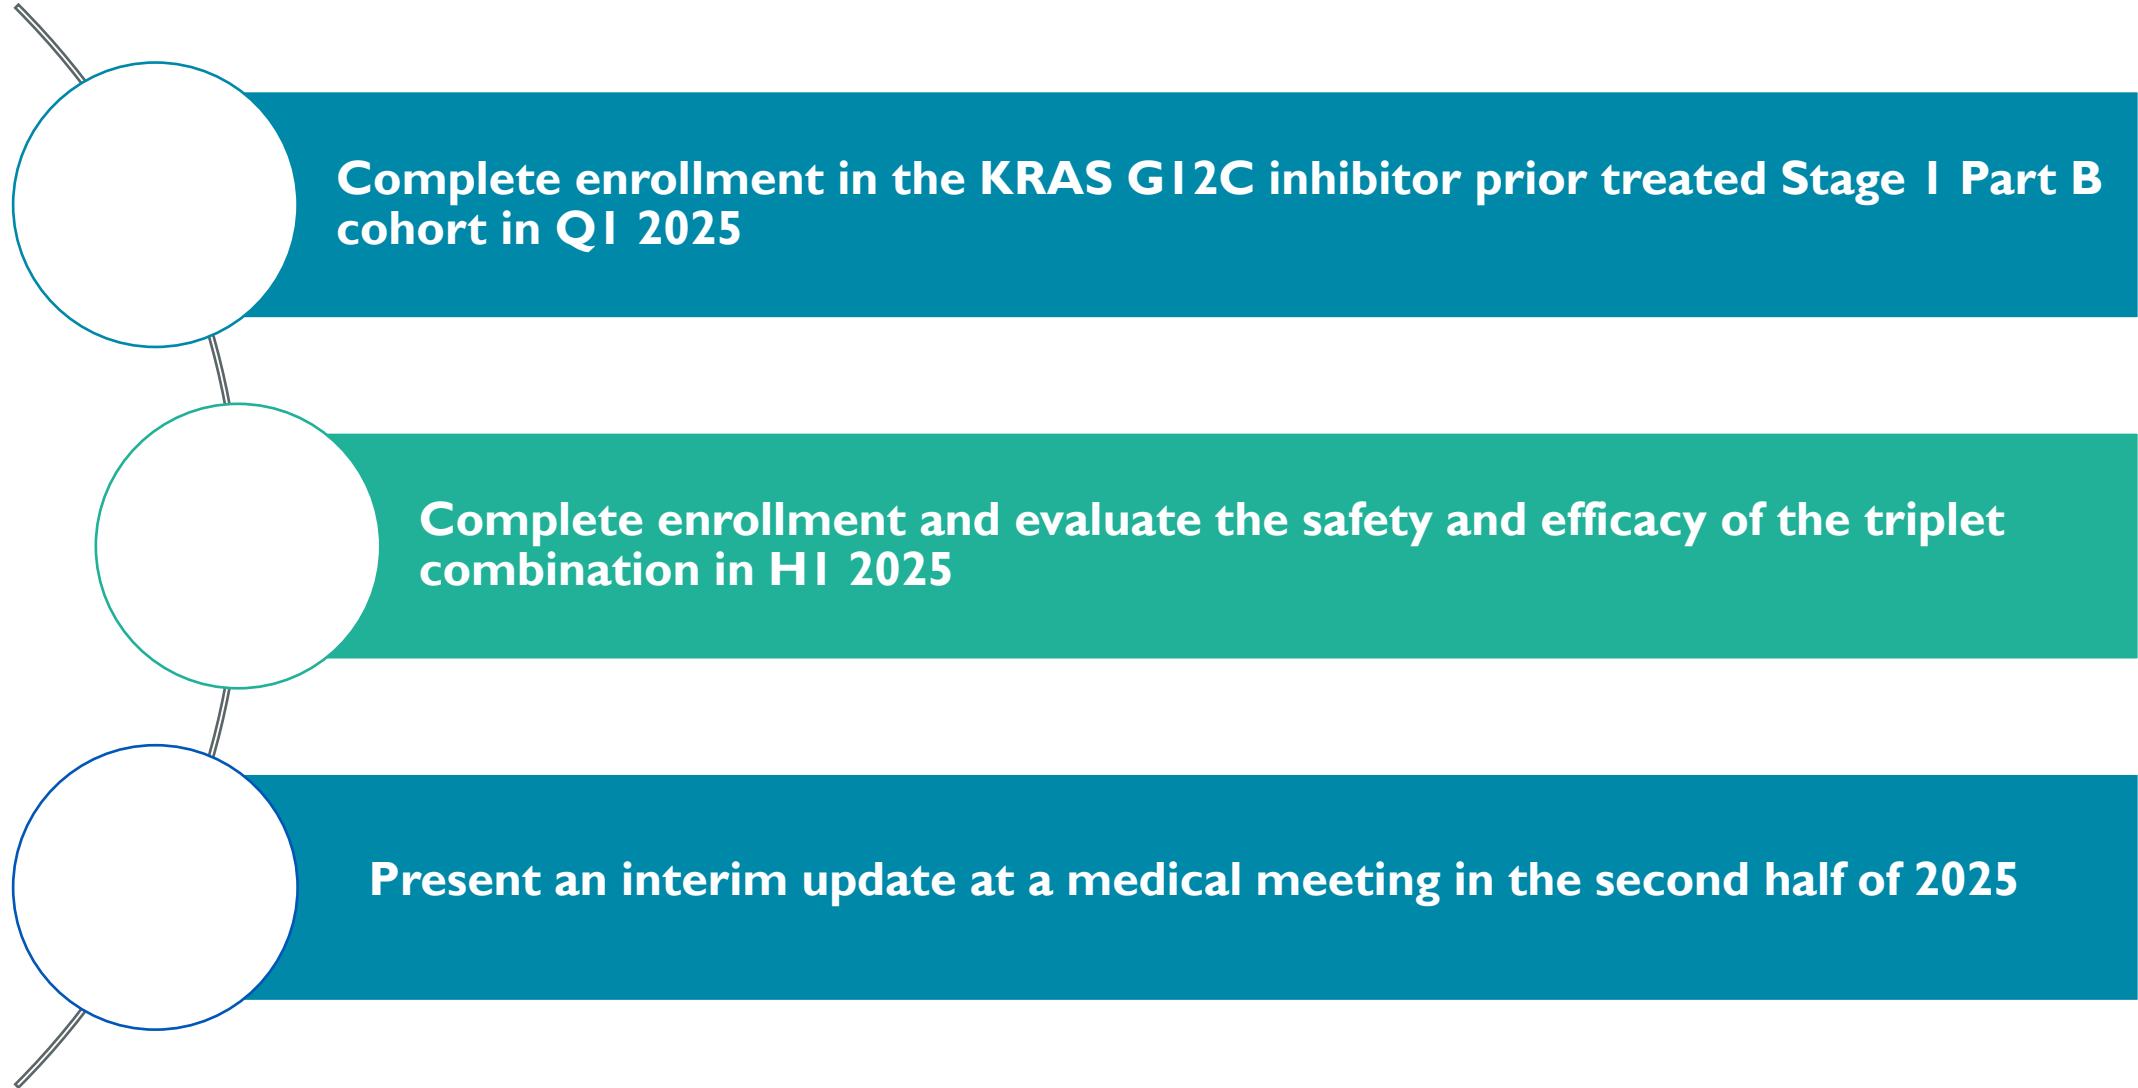 Complete enrollment in the KRAS G12C inhibitor prior treated Stage 1 Part B
cohort in Q1 2025
Complete enrollment and evaluate the safety and efficacy of the triplet
combination in H1 2025
Present an interim update at a medical meeting in the second half of 2025